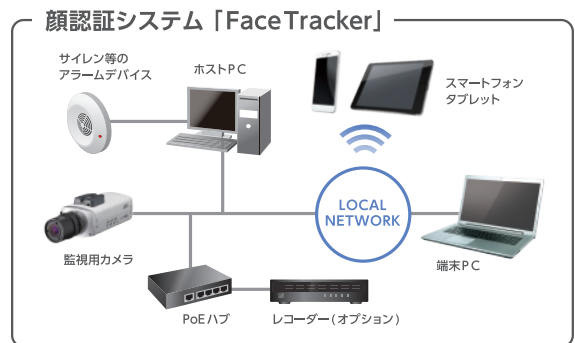 顔認証システム「Face Tracker」
サイレン等の
アラームデバイス
ホストPC
スマートフォン
タブレット
LOCAL
NETWORK
監視用カメラ
端末PC
PoEハブ
レコーダー(オプション)